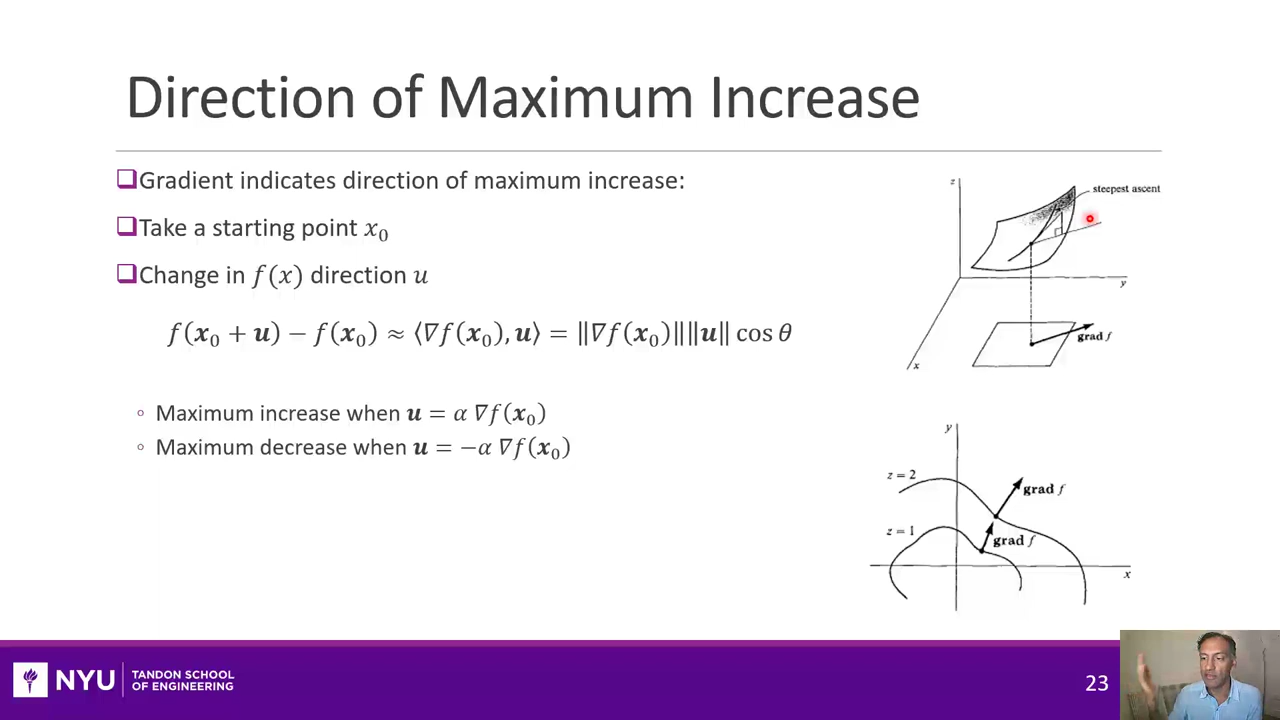 Direction of Maximum Increase
❑Gradient indicates direction of maximum increase:
❑Take a starting point 𝑥₀
❑Change in 𝑓(𝑥) direction 𝑢
𝑓(𝒙₀ + 𝒖) − 𝑓(𝒙₀) ≈ ⟨∇𝑓(𝒙₀), 𝒖⟩ = ‖∇𝑓(𝒙₀)‖‖𝒖‖ cos 𝜃
◦ Maximum increase when 𝒖 = 𝛼 ∇𝑓(𝒙₀)
◦ Maximum decrease when 𝒖 = −𝛼 ∇𝑓(𝒙₀)
z
steepest ascent
y
grad f
x
y
z = 2
grad f
z = 1
grad f
x
NYU
TANDON SCHOOL
OF ENGINEERING
23